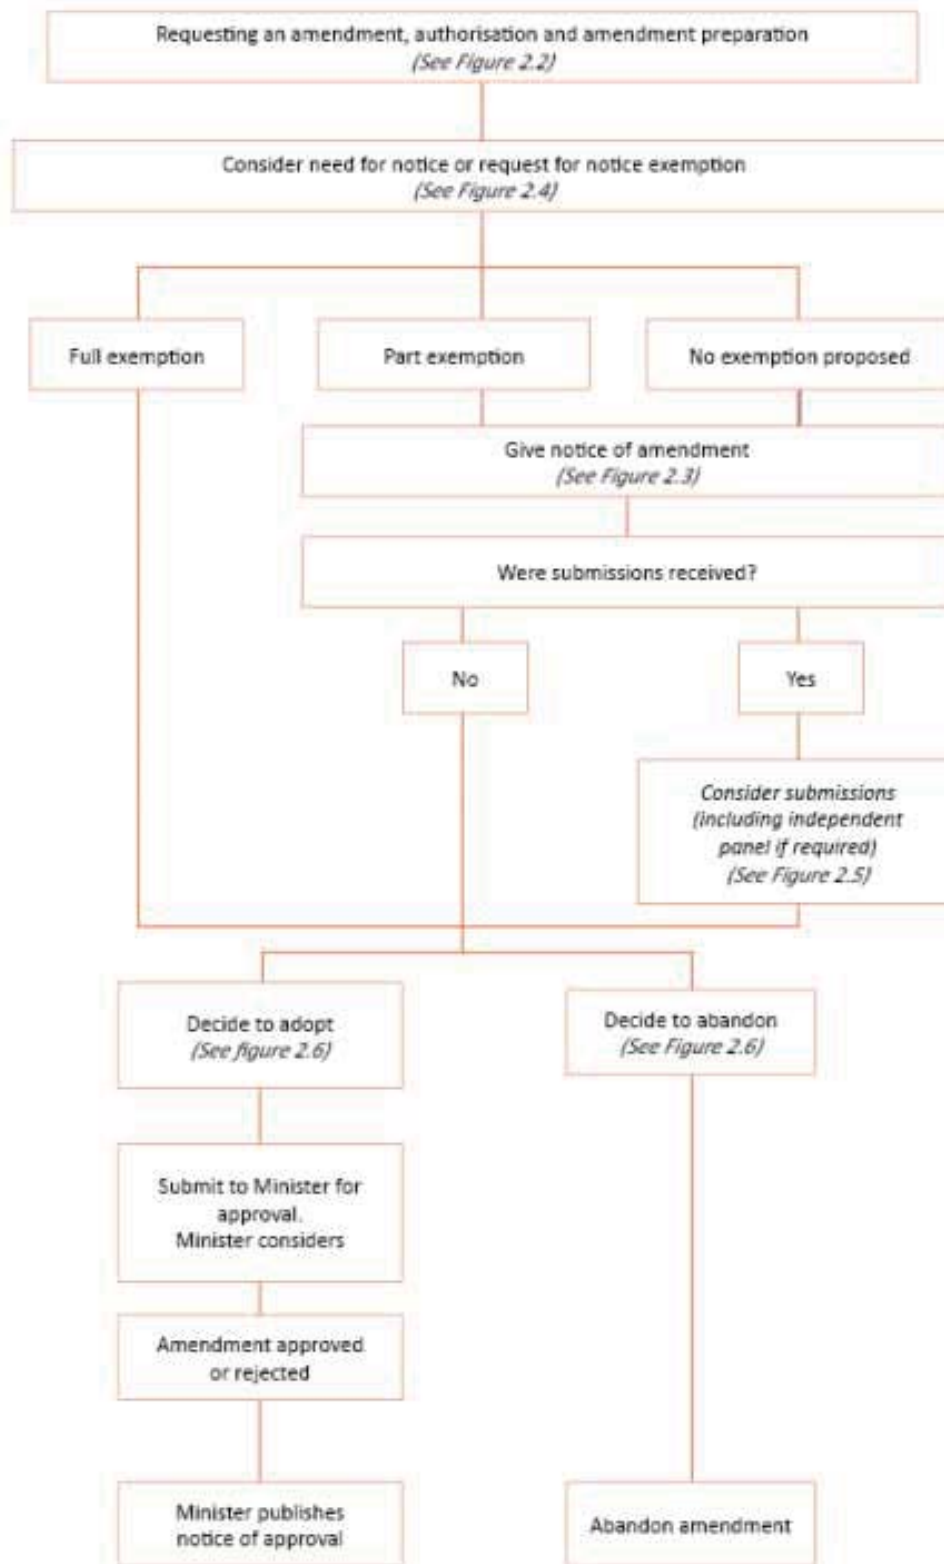 Requesting an amendment, authorisation and amendment preparation
(See Figure 2.2)
Consider need for notice or request for notice exemption
(See Figure 2.4)
Full exemption
Part exemption
No exemption proposed
Give notice of amendment
(See Figure 2.3)
Were submissions received?
No
Yes
Consider submissions
(including independent
panel if required)
(See Figure 2.5)
Decide to adopt
(See figure 2.6)
Decide to abandon
(See Figure 2.6)
Submit to Minister for
approval.
Minister considers
Amendment approved
or rejected
Minister publishes
notice of approval
Abandon amendment